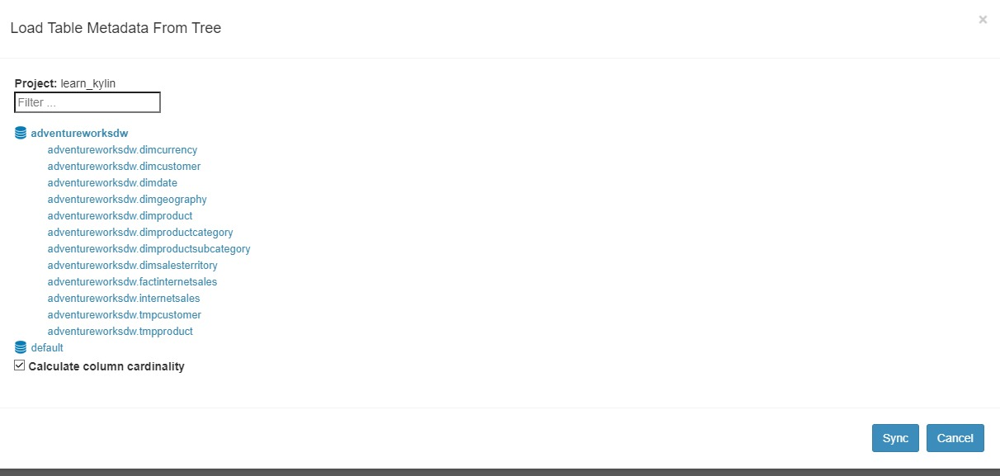 Load Table Metadata From Tree
×
Project: learn_kylin
Filter ...
adventureworksdw
adventureworksdw.dimcurrency
adventureworksdw.dimcustomer
adventureworksdw.dimdate
adventureworksdw.dimgeography
adventureworksdw.dimproduct
adventureworksdw.dimproductcategory
adventureworksdw.dimproductsubcategory
adventureworksdw.dimsalesterritory
adventureworksdw.factinternetsales
adventureworksdw.internetsales
adventureworksdw.tmpcustomer
adventureworksdw.tmpproduct
default
Calculate column cardinality
Sync Cancel